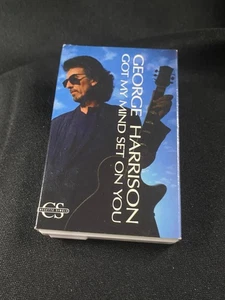 GEORGE HARRISON
GOT MY MIND SET ON YOU
CS